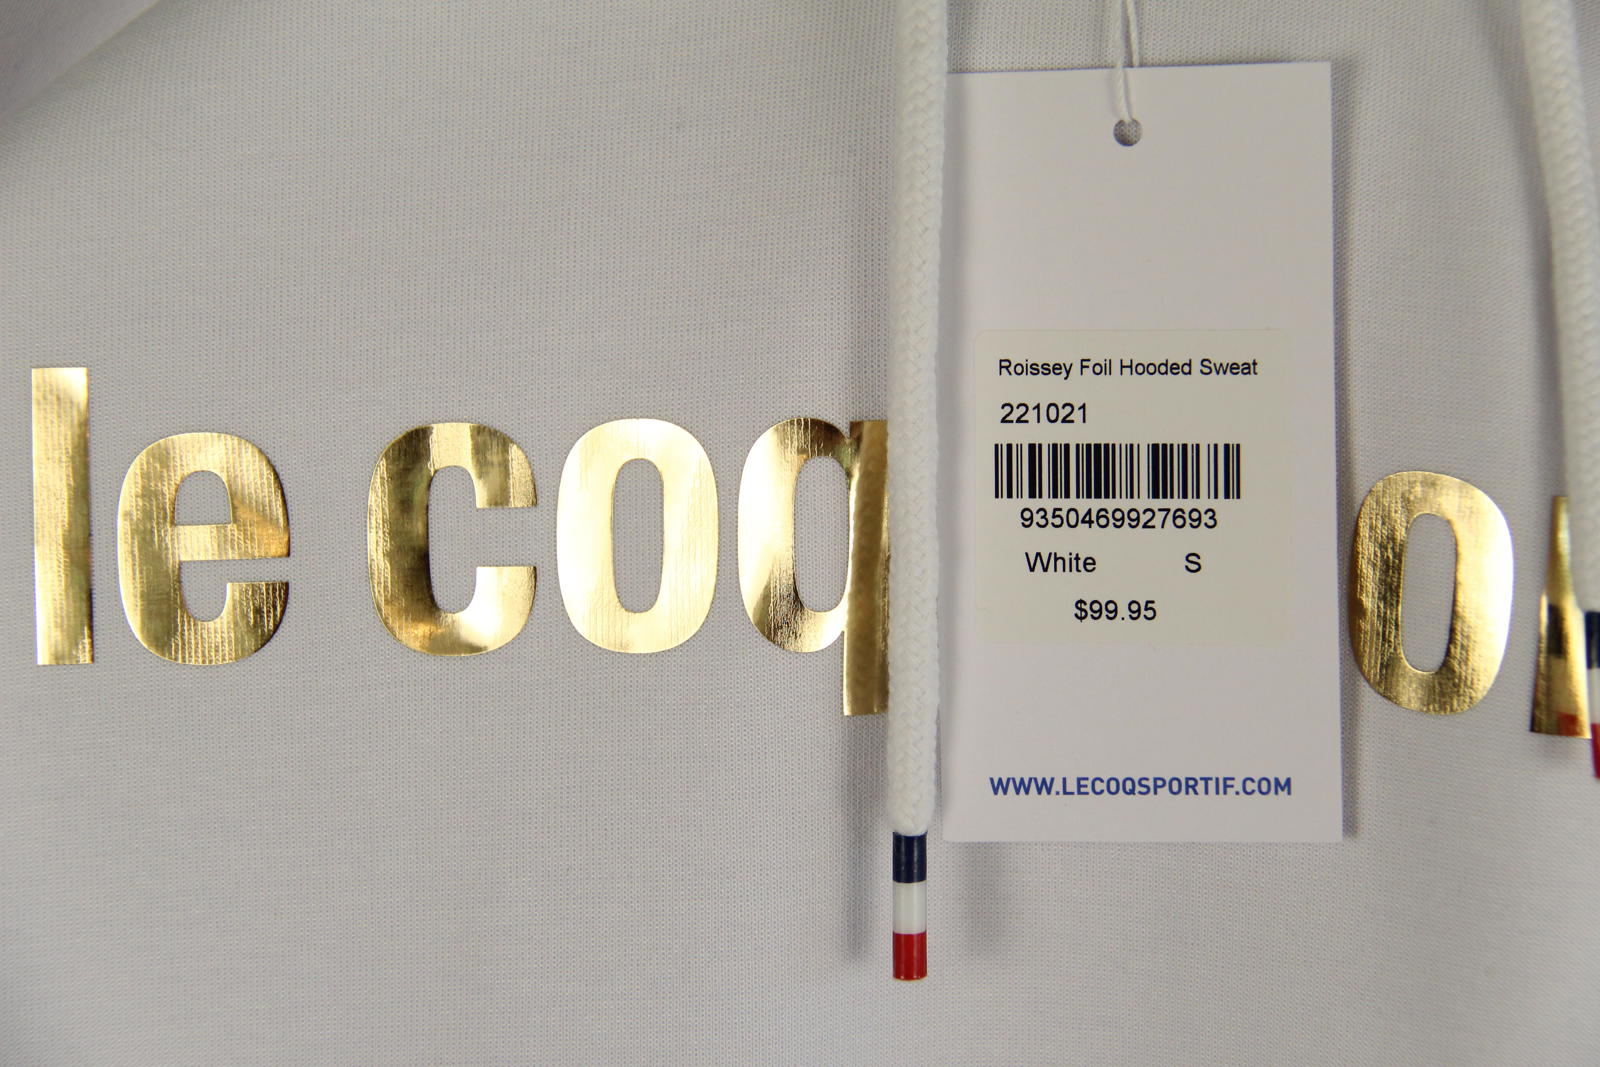 le coq
Roissey Foil Hooded Sweat
221021
9350469927693
White S
$99.95
WWW.LECOQSPORTIF.COM